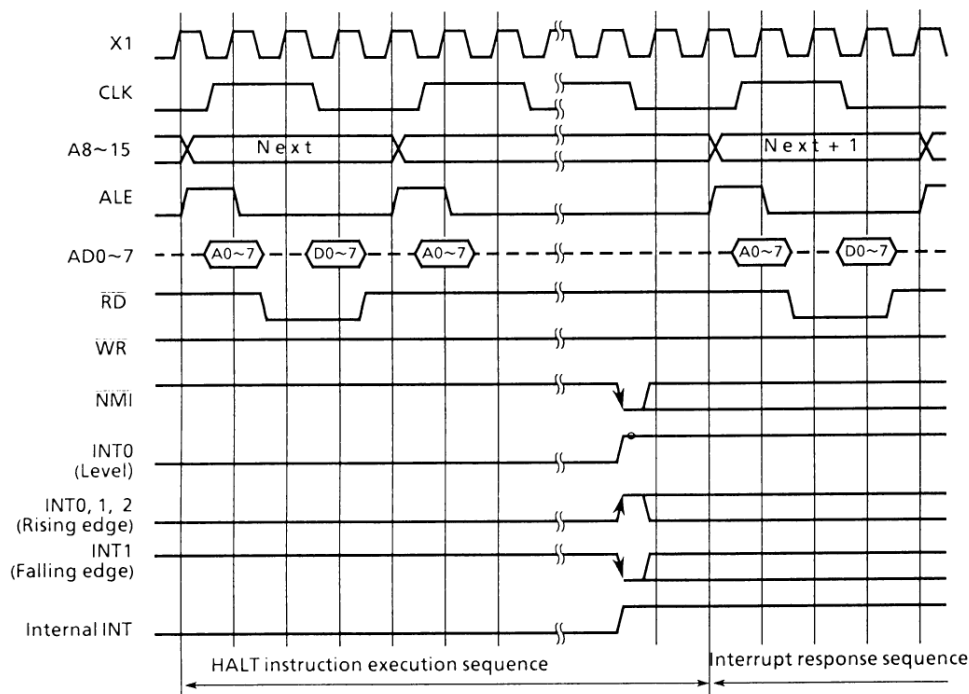 X1
CLK
A8~15
Next
Next + 1
ALE
AD0~7
A0~7
D0~7
A0~7
A0~7
D0~7
RD
WR
NMI
INT0
(Level)
INT0, 1, 2
(Rising edge)
INT1
(Falling edge)
Internal INT
HALT instruction execution sequence
Interrupt response sequence